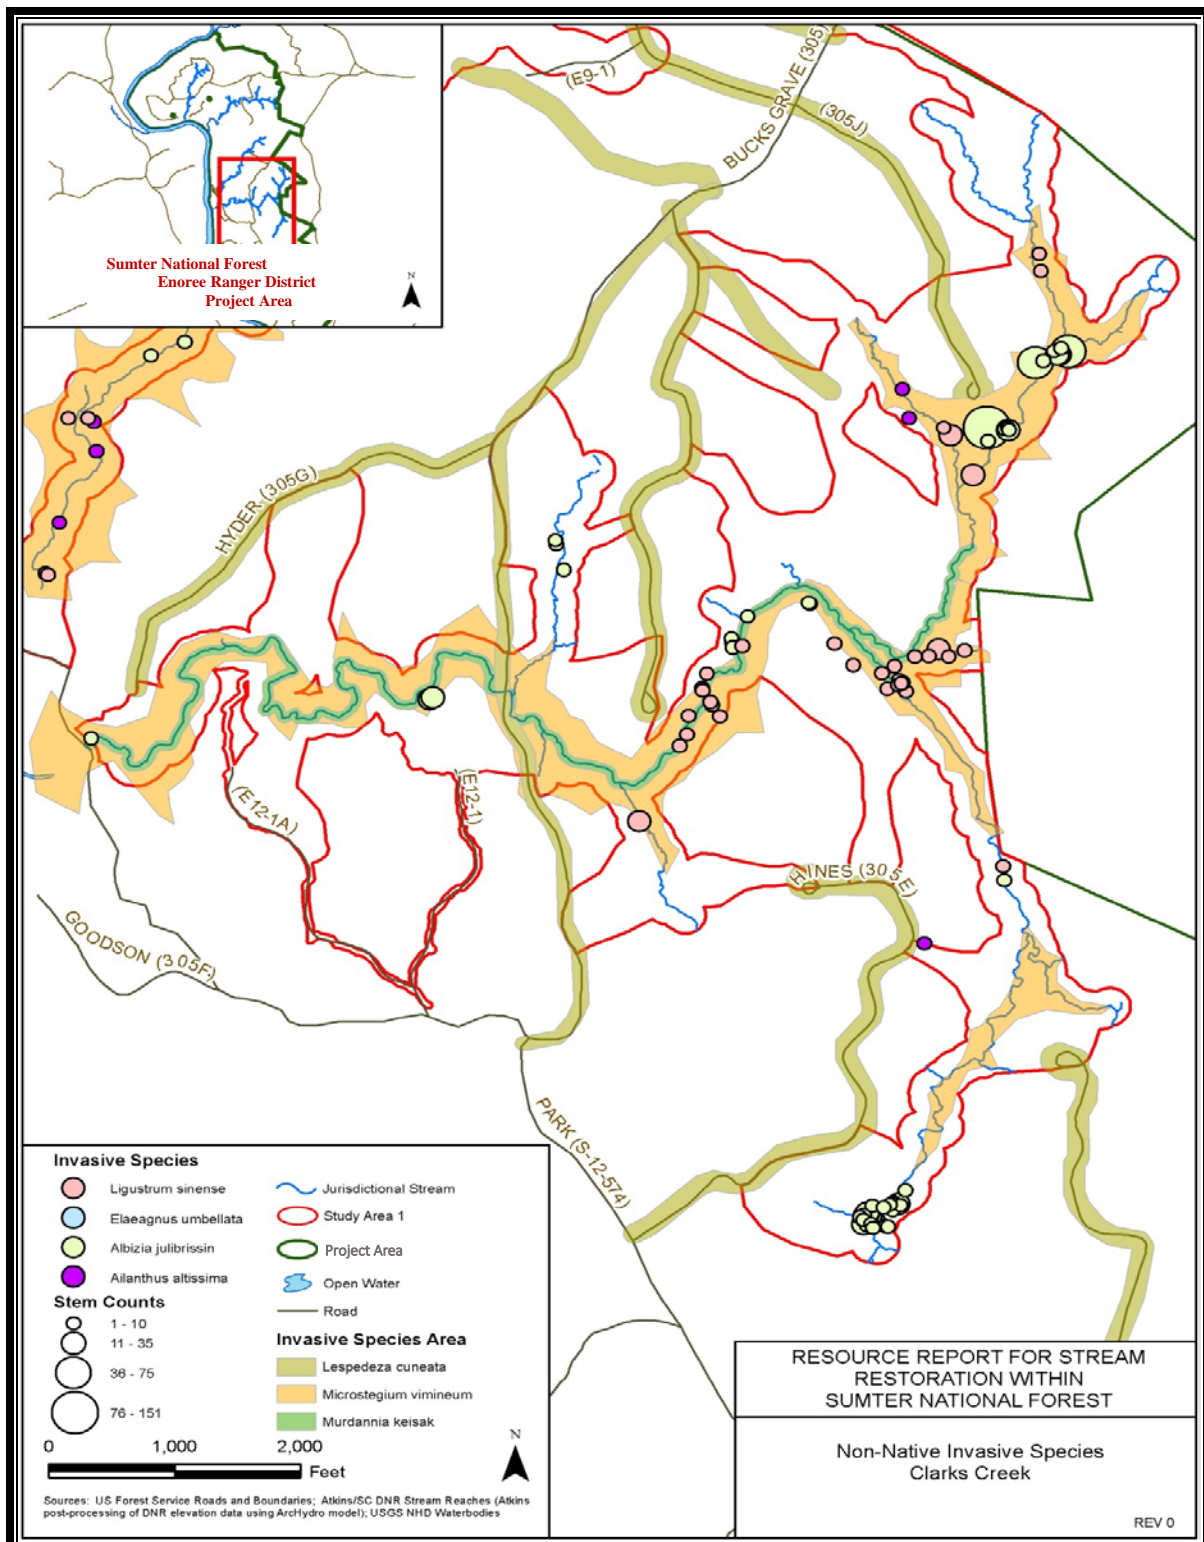 N
Sumter National Forest
Enoree Ranger District
Project Area
(E9-1)
BUCKS GRAVE (305)
(305J)
HYDER (305G)
(E12-1A)
(E12-1)
HINES (305E)
GOODSON (305F)
PARK (S-12-574)
Invasive Species
Ligustrum sinense
Elaeagnus umbellata
Albizia julibrissin
Ailanthus altissima
Stem Counts
1 - 10
11 - 35
36 - 75
76 - 151
Jurisdictional Stream
Study Area 1
Project Area
Open Water
Road
Invasive Species Area
Lespedeza cuneata
Microstegium vimineum
Murdannia keisak
0 1,000 2,000
Feet
N
Sources: US Forest Service Roads and Boundaries; Atkins/SC DNR Stream Reaches (Atkins
post-processing of DNR elevation data using ArcHydro model); USGS NHD Waterbodies
RESOURCE REPORT FOR STREAM
RESTORATION WITHIN
SUMTER NATIONAL FOREST
Non-Native Invasive Species
Clarks Creek
REV 0